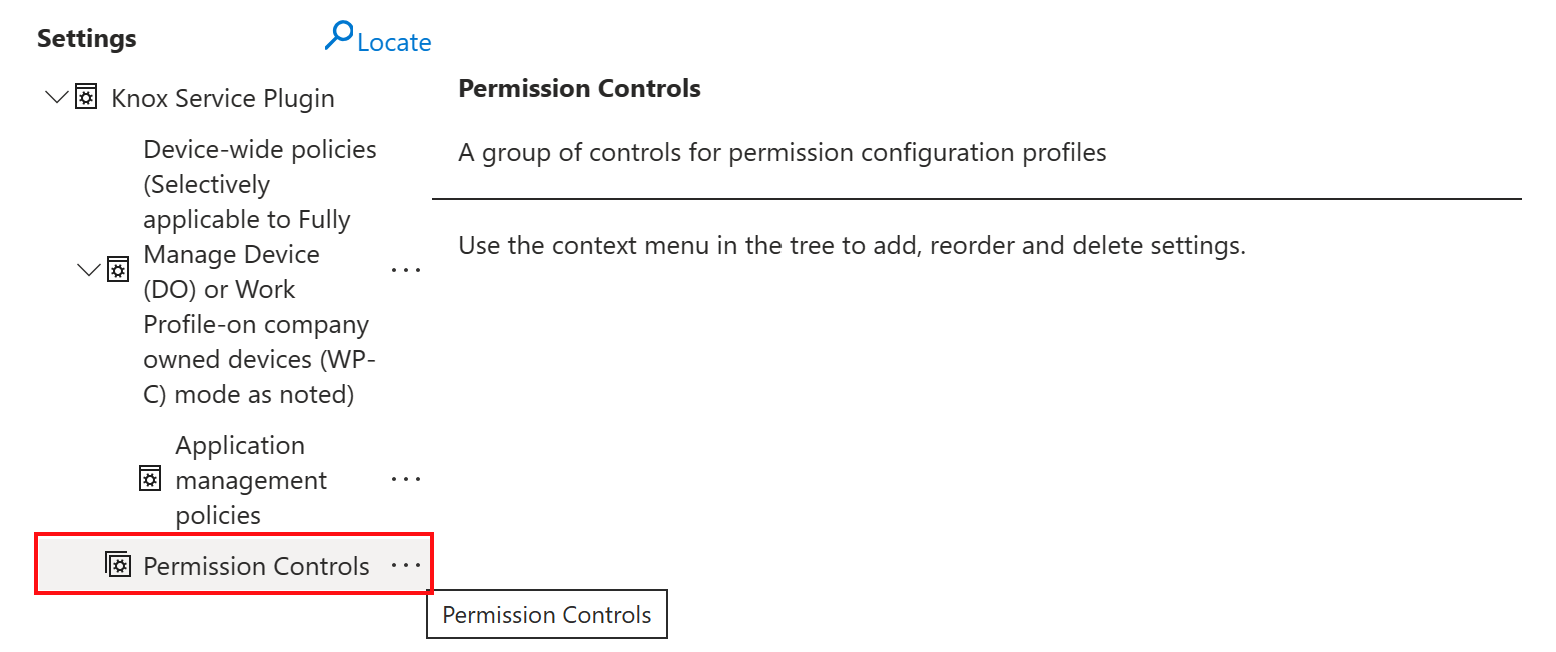 Settings
Locate
Knox Service Plugin
Device-wide policies
(Selectively
applicable to Fully
Manage Device
(DO) or Work
Profile-on company
owned devices (WP-
C) mode as noted)
Application
management
policies
Permission Controls
Permission Controls
Permission Controls
A group of controls for permission configuration profiles
Use the context menu in the tree to add, reorder and delete settings.